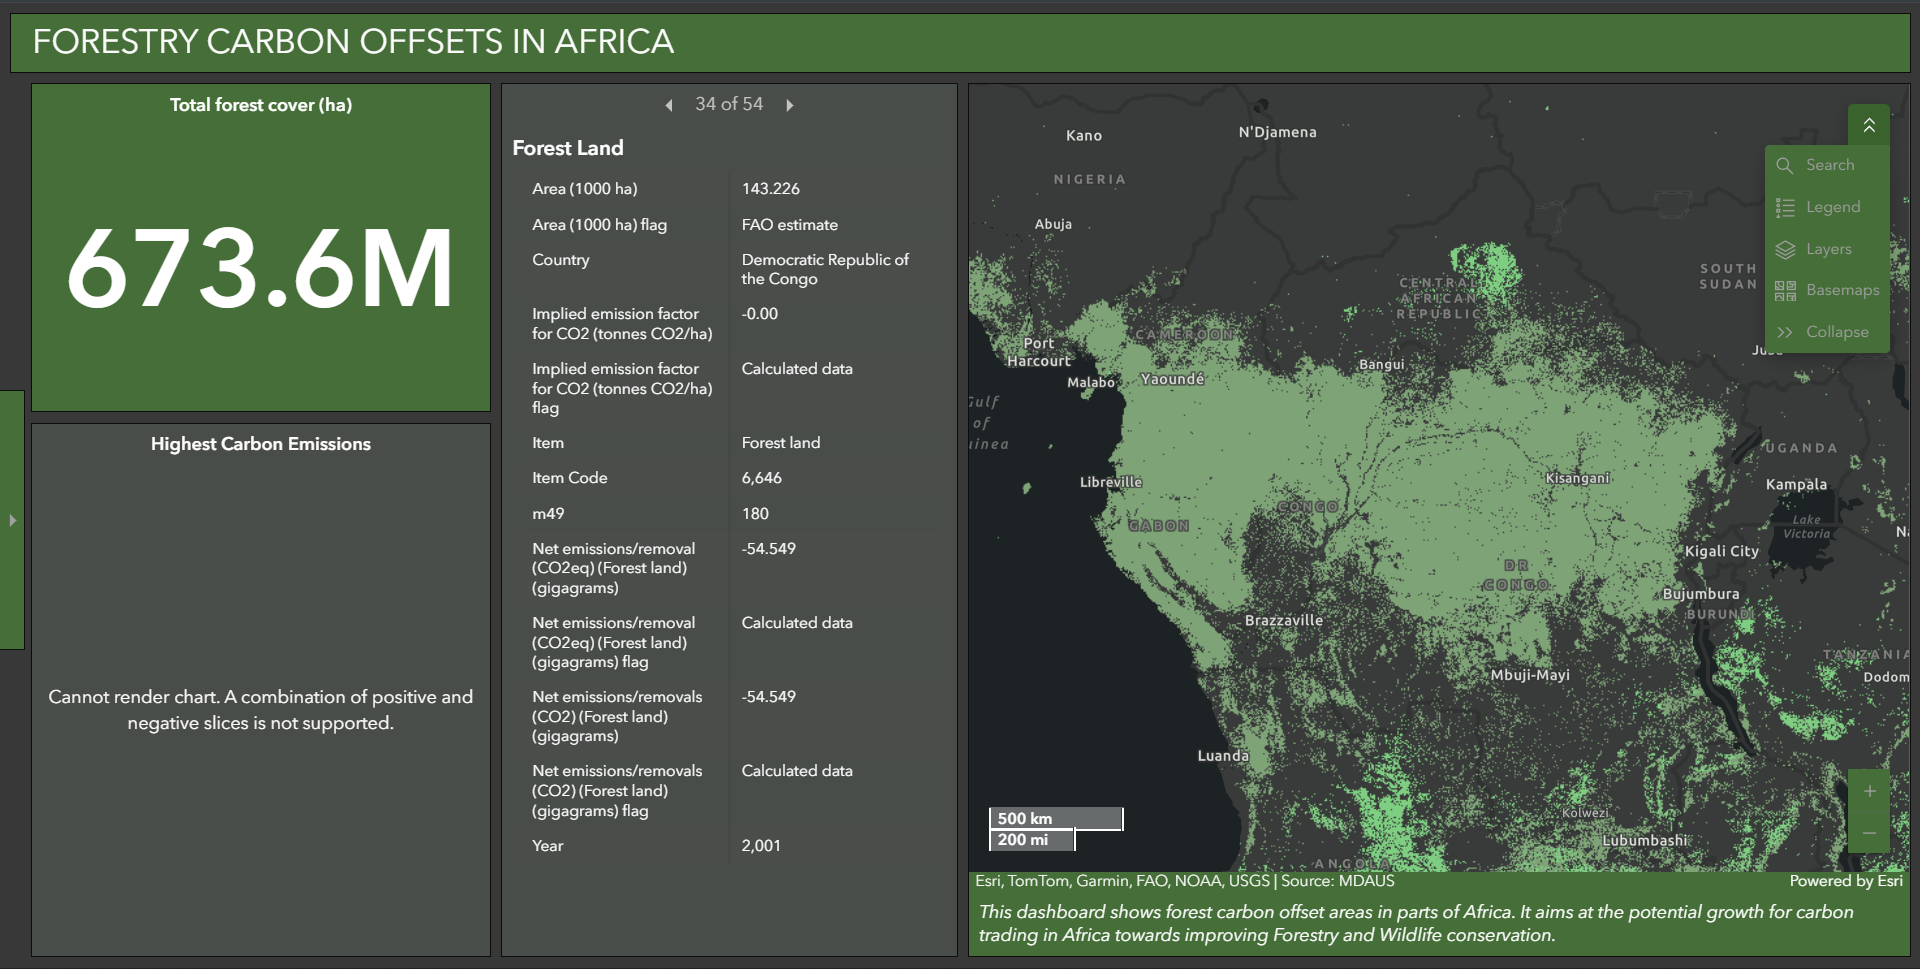 FORESTRY CARBON OFFSETS IN AFRICA
Total forest cover (ha)
673.6M
Highest Carbon Emissions
Cannot render chart. A combination of positive and
negative slices is not supported.
34 of 54
Forest Land
Area (1000 ha) 143.226
Area (1000 ha) flag FAO estimate
Country Democratic Republic of
the Congo
Implied emission factor -0.00
for CO2 (tonnes CO2/ha)
Implied emission factor Calculated data
for CO2 (tonnes CO2/ha)
flag
Item Forest land
Item Code 6,646
m49 180
Net emissions/removal -54.549
(CO2eq) (Forest land)
(gigagrams)
Net emissions/removal Calculated data
(CO2eq) (Forest land)
(gigagrams) flag
Net emissions/removals -54.549
(CO2) (Forest land)
(gigagrams)
Net emissions/removals Calculated data
(CO2) (Forest land)
(gigagrams) flag
Year 2,001
Kano
N'Djamena
NIGERIA
Abuja
Search
Legend
Layers
Basemaps
Collapse
SOUTH
SUDAN
CENTRAL
AFRICAN
REPUBLIC
CAMEROON
Port
Harcourt
Malabo
Yaoundé
Bangui
Gulf
of
UGANDA
Kampala
Lake
Victoria
Libreville
Kisangani
GABON
CONGO
Kigali City
DR
CONGO
Bujumbura
BURUNDI
Brazzaville
TANZANIA
Mbuji-Mayi
Dodom
Luanda
Kolwezi
Lubumbashi
ANGOLA
500 km
200 mi
Esri, TomTom, Garmin, FAO, NOAA, USGS | Source: MDAUS
Powered by Esri
This dashboard shows forest carbon offset areas in parts of Africa. It aims at the potential growth for carbon
trading in Africa towards improving Forestry and Wildlife conservation.